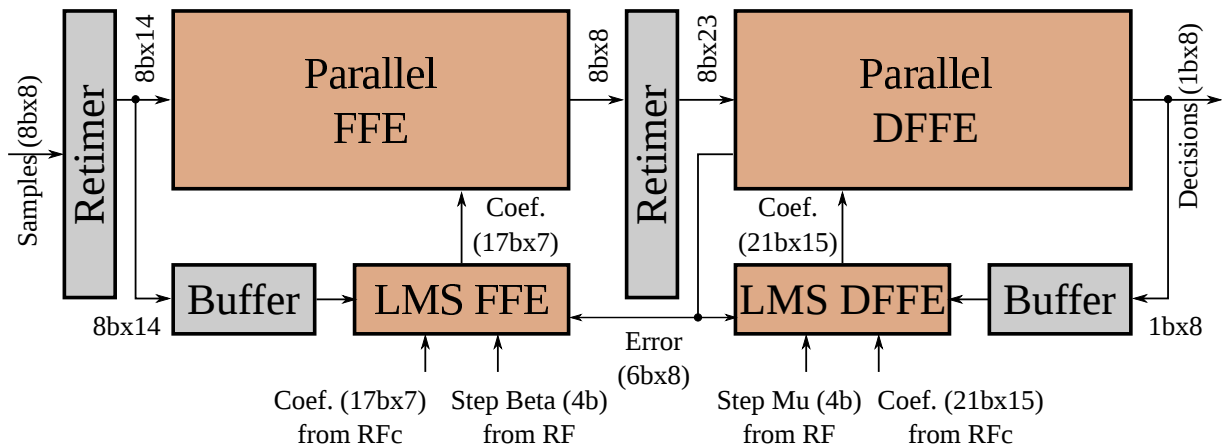 Samples (8bx8)
Retimer
8bx14
Parallel
FFE
8bx8
Retimer
8bx23
Parallel
DFFE
Decisions (1bx8)
Coef.
(17bx7)
Coef.
(21bx15)
8bx14
Buffer
LMS FFE
Error
(6bx8)
LMS DFFE
Buffer
1bx8
Coef. (17bx7)
from RFc
Step Beta (4b)
from RF
Step Mu (4b)
from RF
Coef. (21bx15)
from RFc